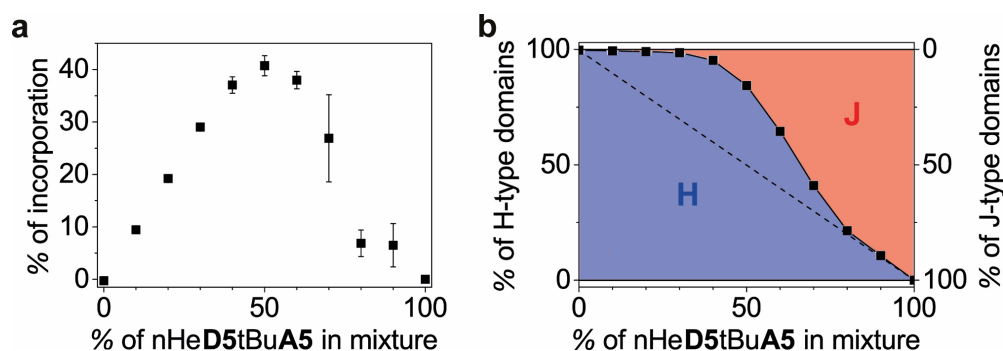 a
% of incorporation
40
30
20
10
0
0
50
100
% of nHeD5tBuA5 in mixture
b
% of H-type domains
100
50
0
H
J
0
50
100
% of J-type domains
0
50
100
% of nHeD5tBuA5 in mixture